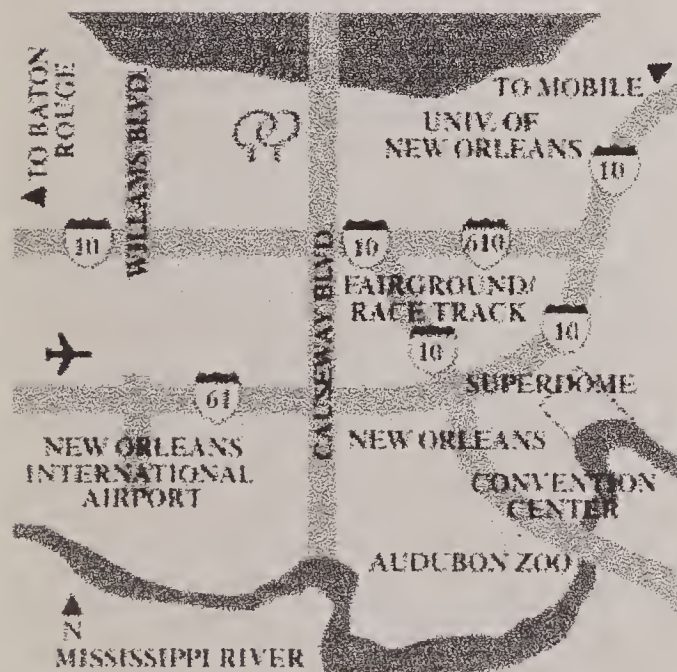 TO MOBILE
UNIV. OF
NEW ORLEANS
TO BATON
ROUGE
WILLAMS BLVD.
CAUSEWAY BLVD.
10
10
10
610
FAIRGROUND/
RACE TRACK
10
10
61
SUPERDOME
NEW ORLEANS
INTERNATIONAL
AIRPORT
NEW ORLEANS
CONVENTION
CENTER
AUDUBON ZOO
N
MISSISSIPPI RIVER